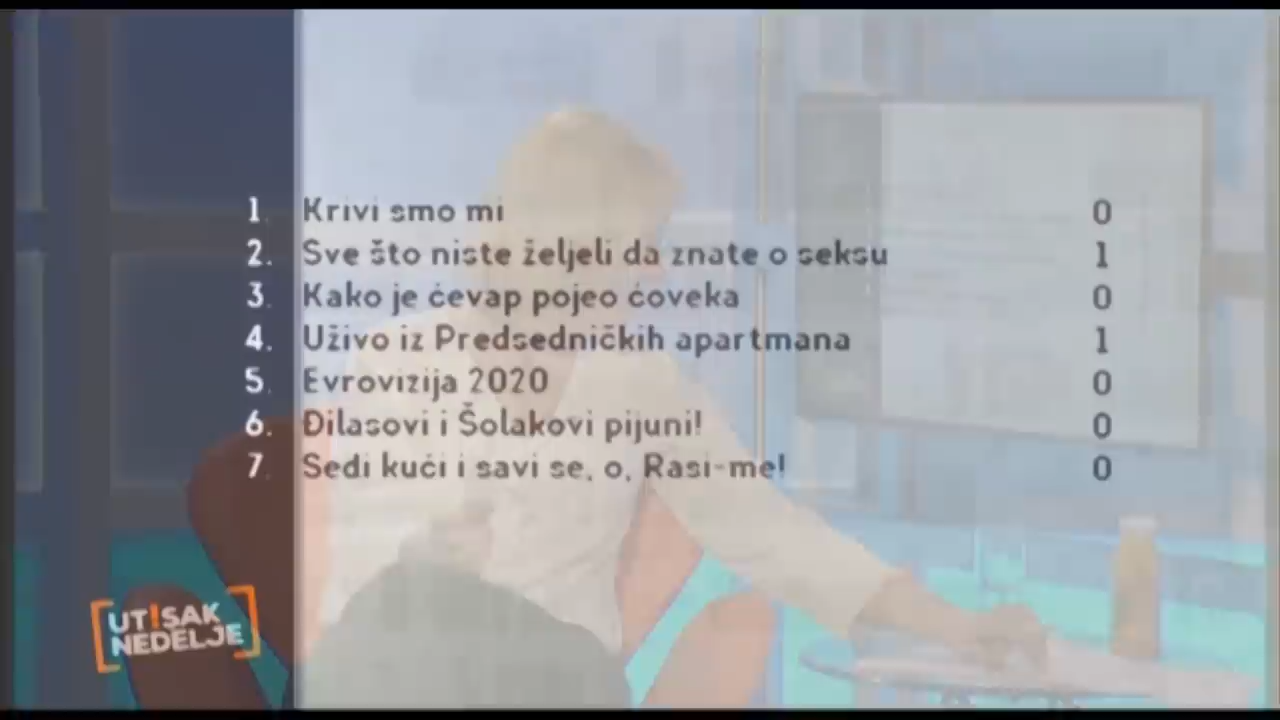 1. Krivi smo mi 0
2. Sve što niste željeli da znate o seksu 1
3. Kako je ćevap pojeo čoveka 0
4. Uživo iz Predsedničkih apartmana 1
5. Evrovizija 2020 0
6. Đilasovi i Šolakovi pijuni! 0
7. Sedi kući i savi se, o, Rasi-me! 0
UT!SAK
NEDELJE